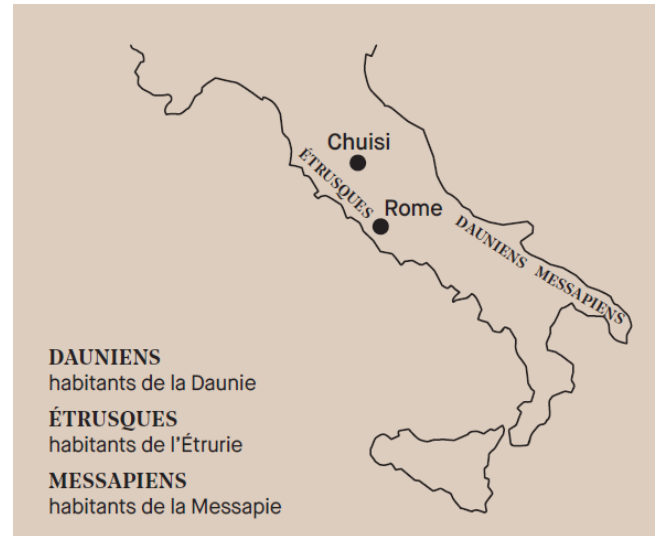 Chuisi
ÉTRUSQUES
Rome
DAUNIENS MESSAPIENS
DAUNIENS
habitants de la Daunie
ÉTRUSQUES
habitants de l'Étrurie
MESSAPIENS
habitants de la Messapie